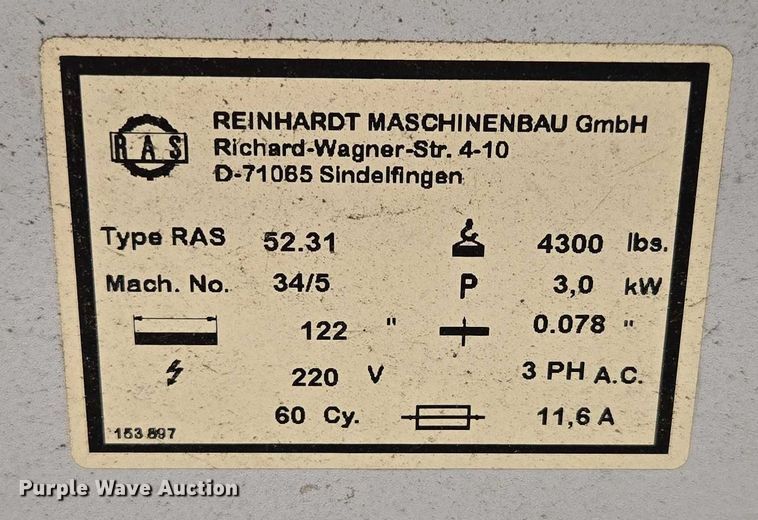 RAS
REINHARDT MASCHINENBAU GmbH
Richard-Wagner-Str. 4-10
D-71065 Sindelfingen
Type RAS 52.31 4300 lbs.
Mach. No. 34/5 P 3,0 kW
122 " 0.078 "
220 V 3 PH A.C.
60 Cy. 11,6 A
153 897
Purple Wave Auction